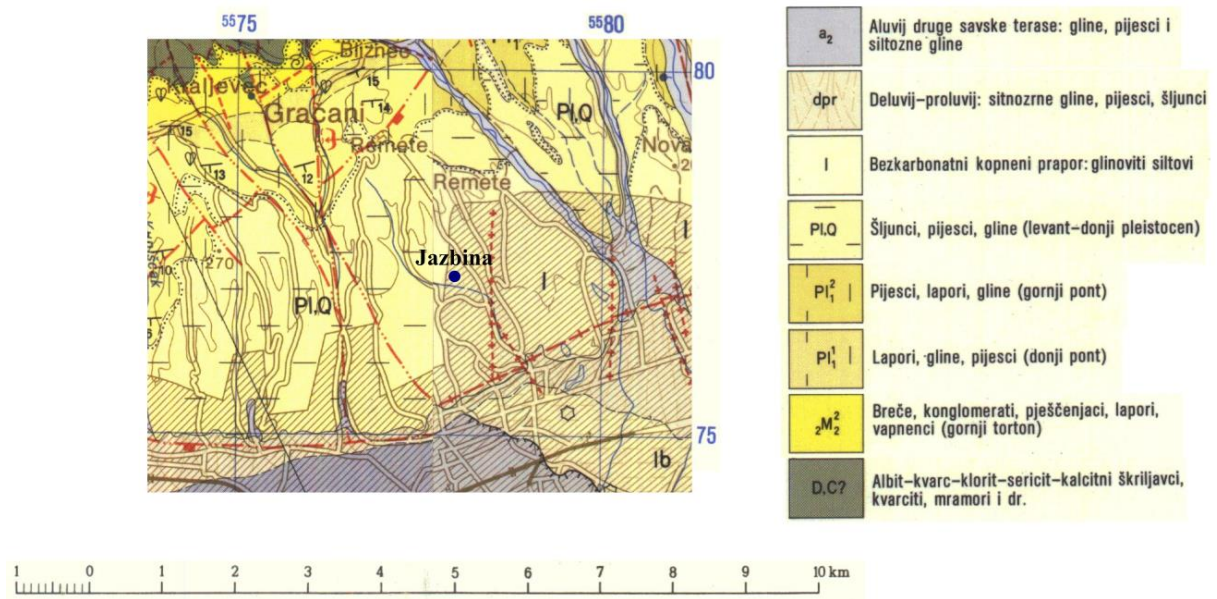 5575
5580
Bliznec
80
Kraljevec
15
14
Gračani
Pl,Q
15
Remete
Nova
13
12
Remete
20
270
Jazbina
l
10
Pl,Q
75
lb
a₂
Aluvij druge savske terase: gline, pijesci i
siltozne gline
dpr
Deluvij–proluvij: sitnozrne gline, pijesci, šljunci
l
Bezkarbonatni kopneni prapor: glinoviti siltovi
Pl,Q
Šljunci, pijesci, gline (levant–donji pleistocen)
Pl₁²
Pijesci, lapori, gline (gornji pont)
Pl₁¹
Lapori, gline, pijesci (donji pont)
₂M₂²
Breče, konglomerati, pješčenjaci, lapori,
vapnenci (gornji torton)
D,C?
Albit–kvarc–klorit–sericit–kalcitni škriljavci,
kvarciti, mramori i dr.
1 0 1 2 3 4 5 6 7 8 9 10 km